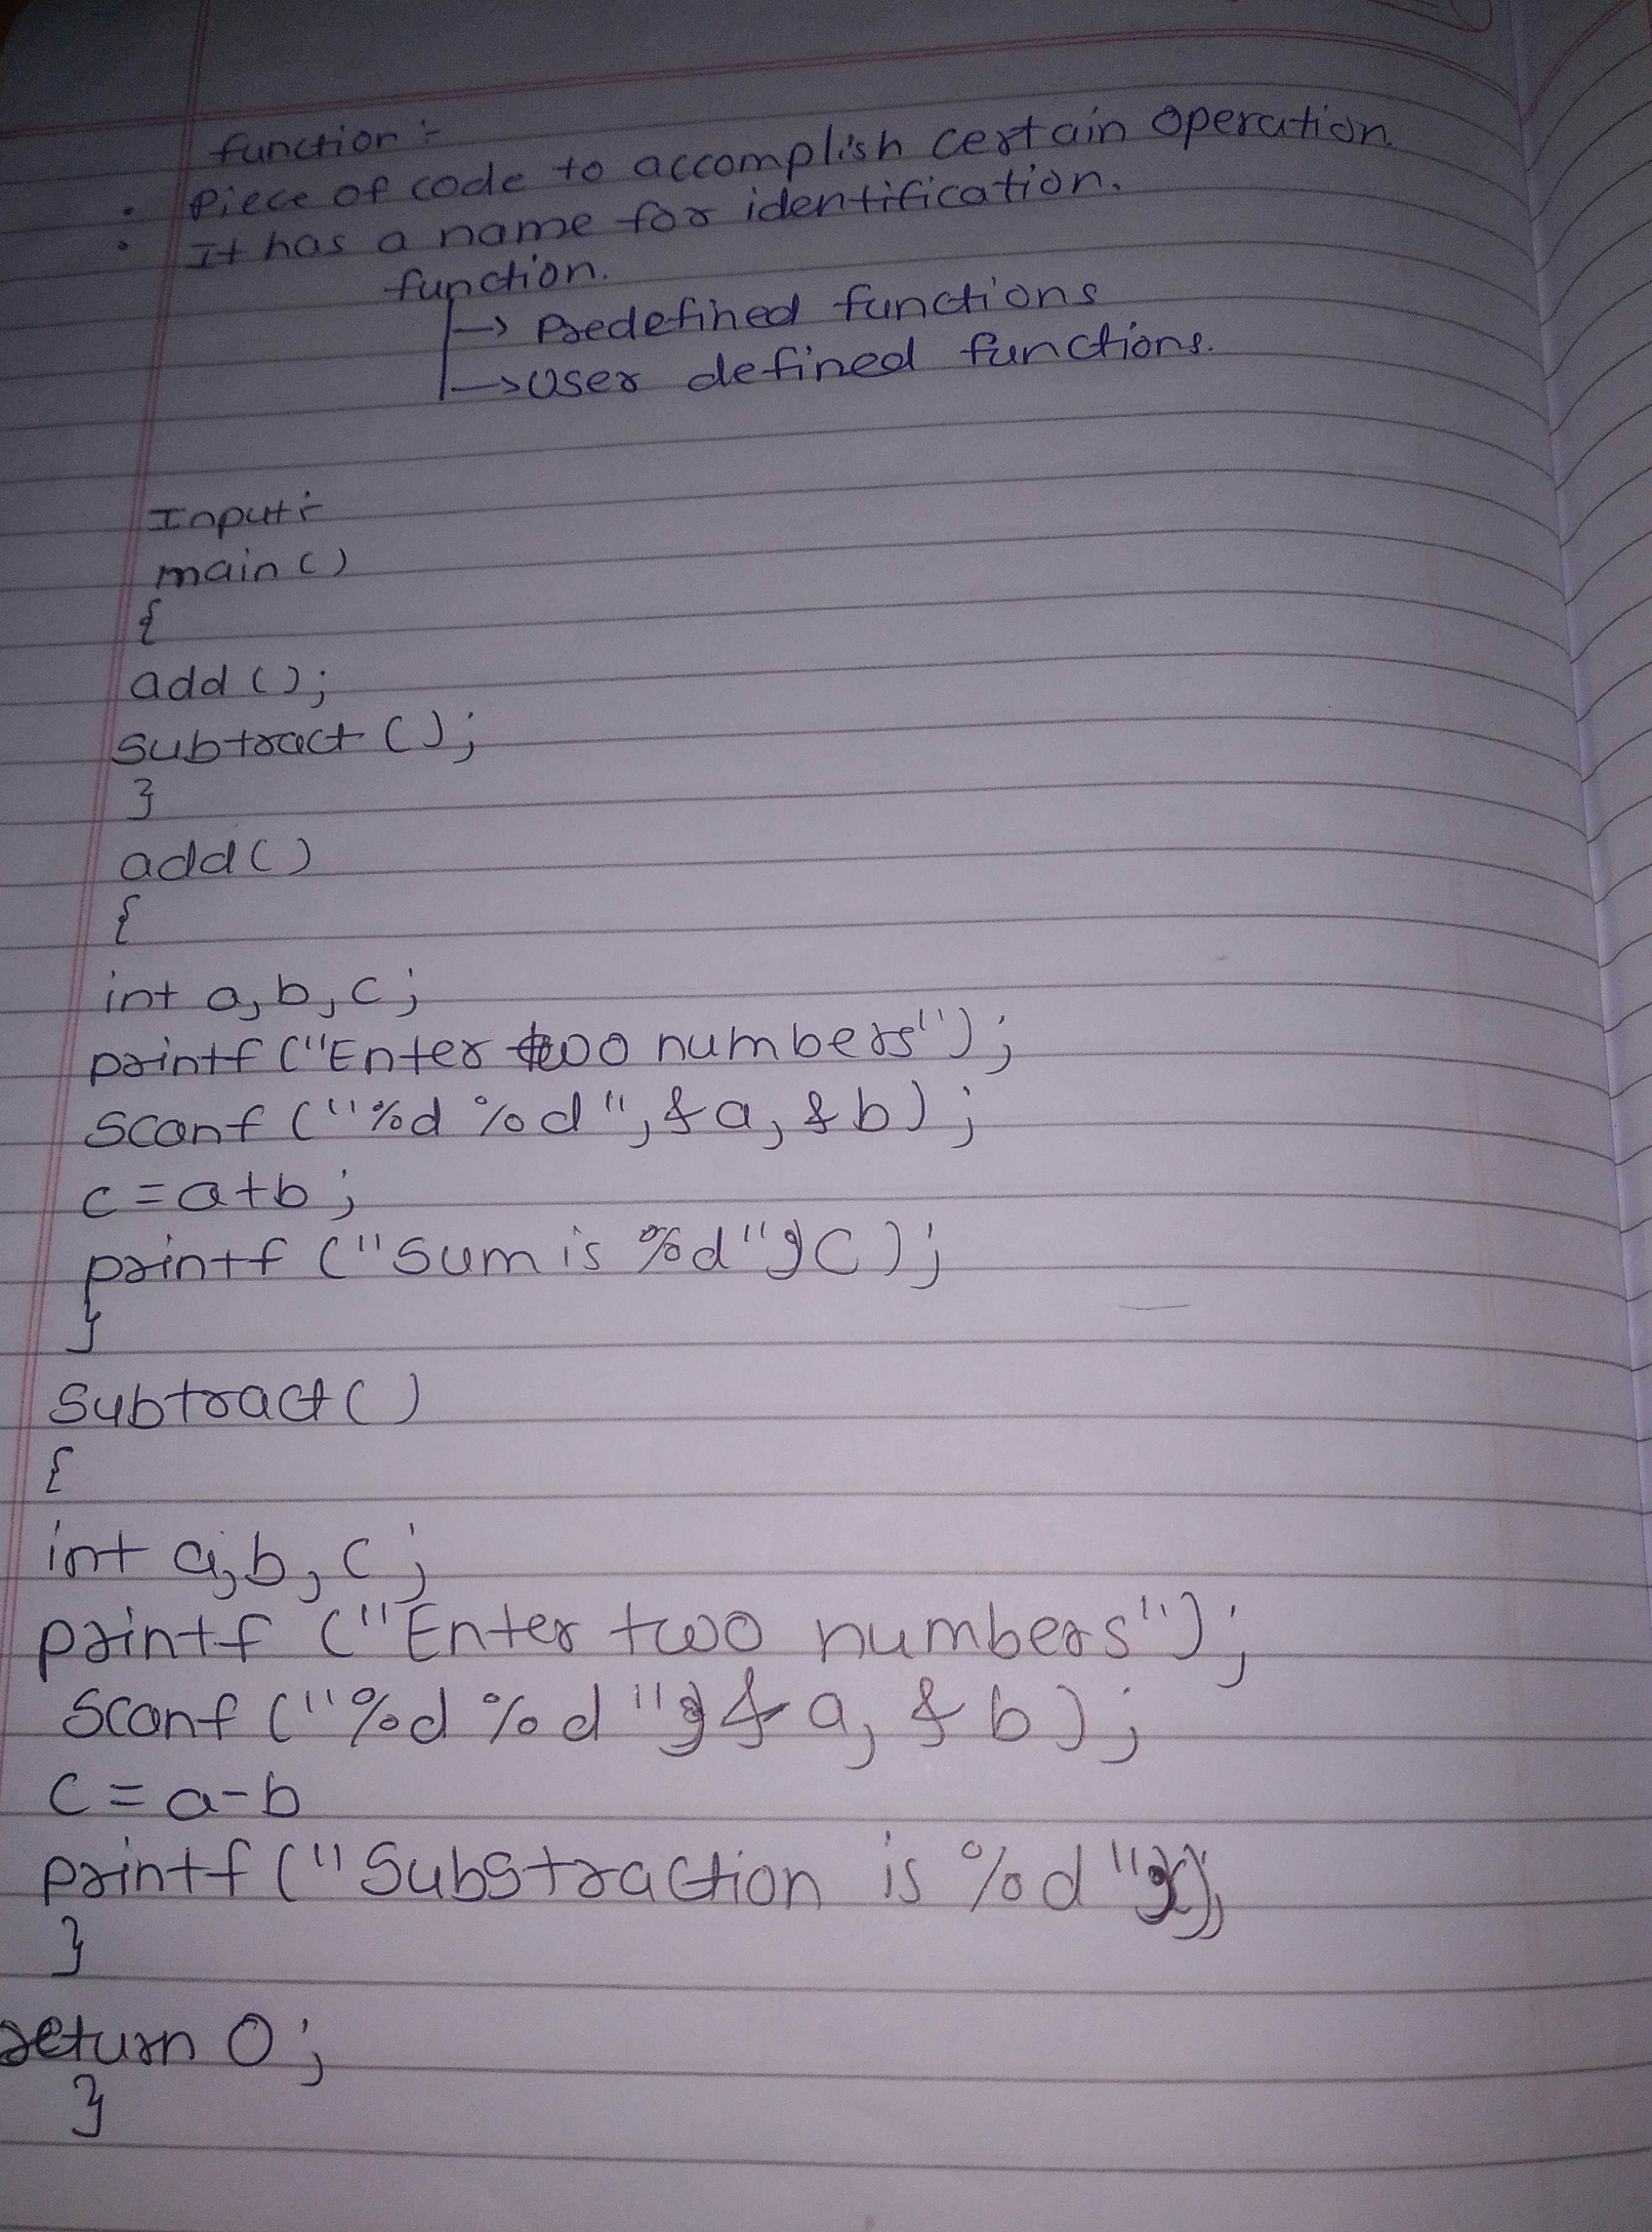 function :-
• Piece of code to accomplish certain operation.
• It has a name for identification.
function.
→ Predefined functions
→ User defined functions.
Input :-
main ()
{
add ();
Subtract ();
}
add ()
{
int a, b, c;
printf ("Enter two numbers");
Scanf ("%d %d", &a, &b);
c = a+b;
printf ("Sum is %d", c);
}
Subtract ()
{
int a, b, c;
printf ("Enter two numbers");
Scanf ("%d %d", &a, &b);
c = a-b
printf ("Substraction is %d",c);
}
return 0;
}